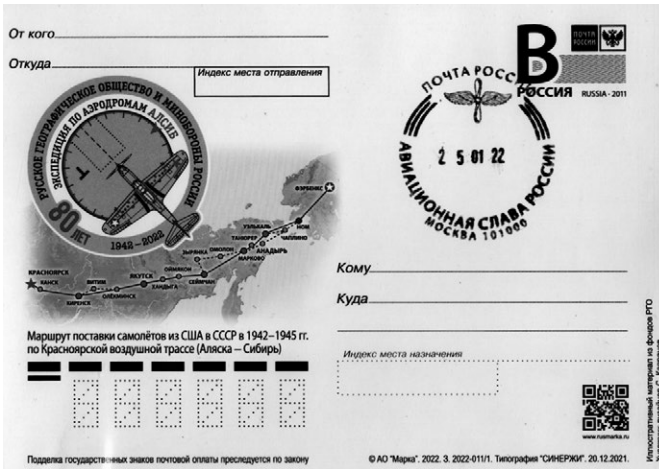 От кого
Откуда
Индекс места отправления
РУССКОЕ ГЕОГРАФИЧЕСКОЕ ОБЩЕСТВО И МИНОБОРОНЫ РОССИИ
ЭКСПЕДИЦИЯ ПО АЭРОДРОМАМ АЛСИБ
80 ЛЕТ
1942–2022
ФЭРБЕНКС
НОМ
УЭЛЬКАЛЬ
ЧАПЛИНО
ТАНЮРЕР
АНАДЫРЬ
МАРКОВО
ОМОЛОН
ЗЫРЯНКА
СЕЙМЧАН
ОЙМЯКОН
ХАНДЫГА
ЯКУТСК
ОЛЁКМИНСК
ВИТИМ
КИРЕНСК
КАНСК
КРАСНОЯРСК
Маршрут поставки самолётов из США в СССР в 1942–1945 гг.
по Красноярской воздушной трассе (Аляска – Сибирь)
Подделка государственных знаков почтовой оплаты преследуется по закону
ПОЧТА РОССИИ
B
РОССИЯ RUSSIA - 2011
ПОЧТА РОССИИ
2 5 01 22
АВИАЦИОННАЯ СЛАВА РОССИИ
МОСКВА 101000
Кому
Куда
Индекс места назначения
www.rusmarka.ru
© АО "Марка". 2022. З. 2022-011/1. Типография "СИНЕРЖИ". 20.12.2021.
Иллюстративный материал из фондов РГО